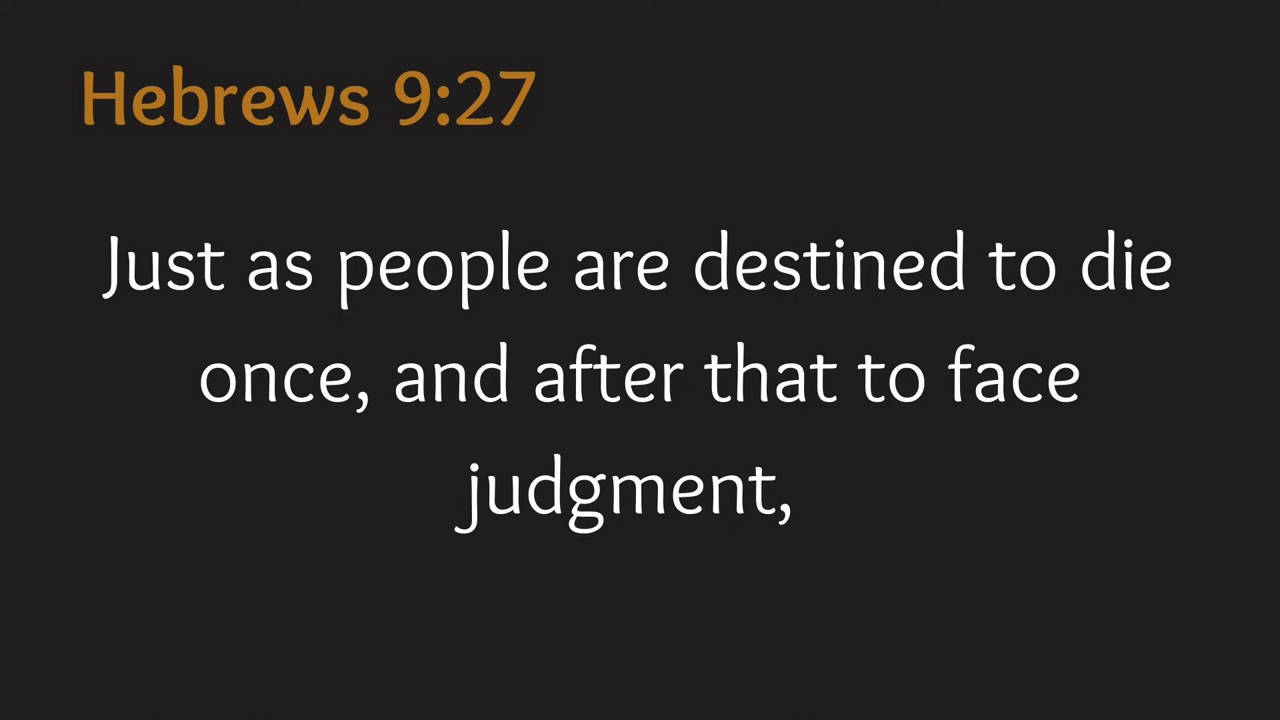 Hebrews 9:27
Just as people are destined to die
once, and after that to face
judgment,